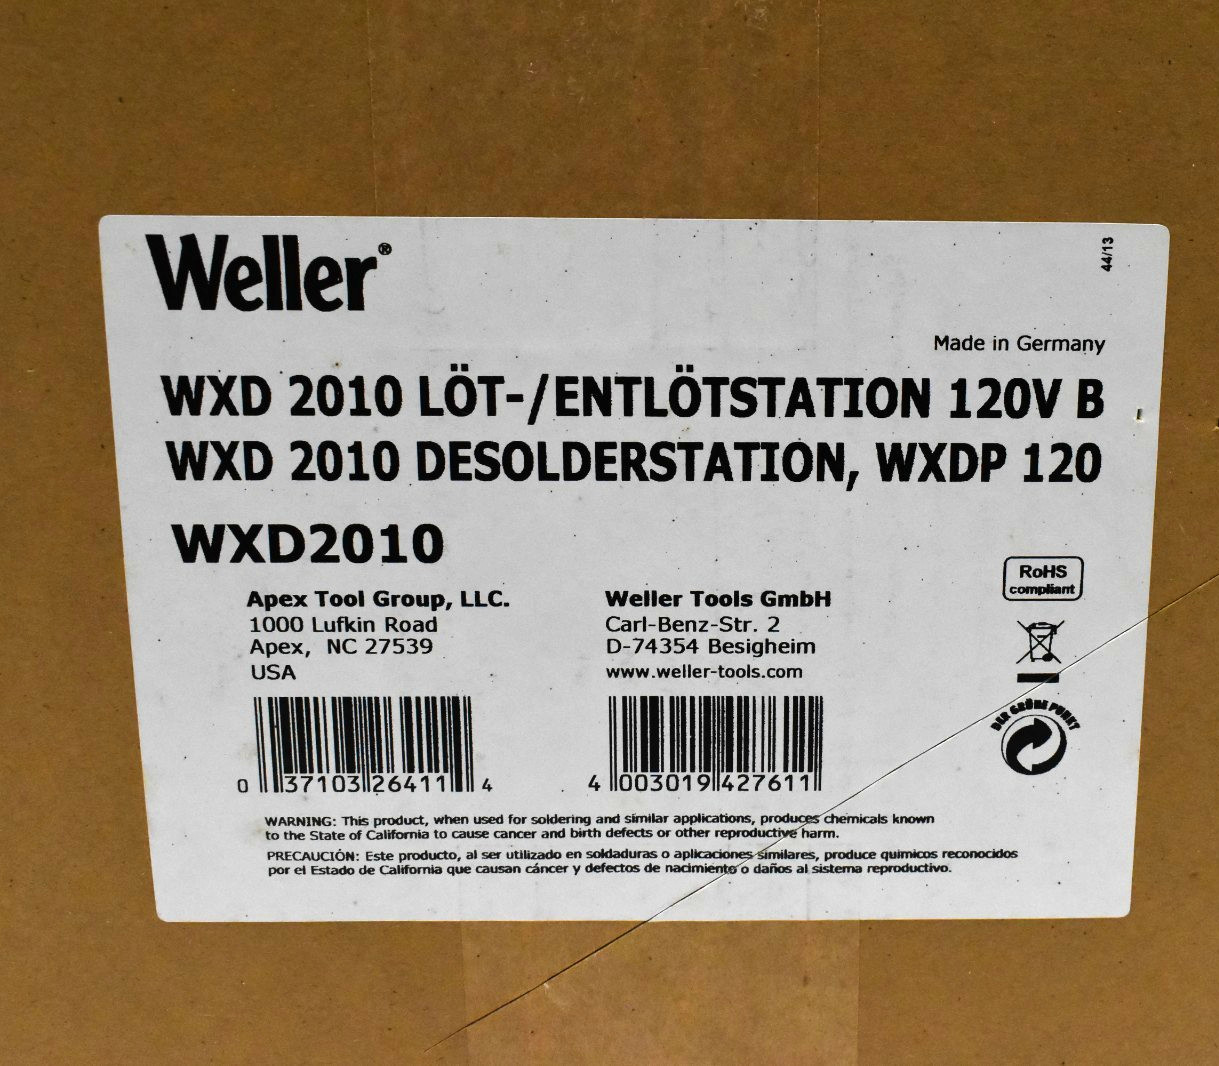 Weller®
44/13
Made in Germany
WXD 2010 LÖT-/ENTLÖTSTATION 120V B
WXD 2010 DESOLDERSTATION, WXDP 120
WXD2010
Apex Tool Group, LLC.
1000 Lufkin Road
Apex, NC 27539
USA
Weller Tools GmbH
Carl-Benz-Str. 2
D-74354 Besigheim
www.weller-tools.com
RoHS
compliant
DER GRÜNE PUNKT
0 37103 26411 4
4 003019 427611
WARNING: This product, when used for soldering and similar applications, produces chemicals known
to the State of California to cause cancer and birth defects or other reproductive harm.
PRECAUCIÓN: Este producto, al ser utilizado en soldaduras o aplicaciones similares, produce quimicos reconocidos
por el Estado de California que causan cáncer y defectos de nacimiento o daños al sistema reproductivo.